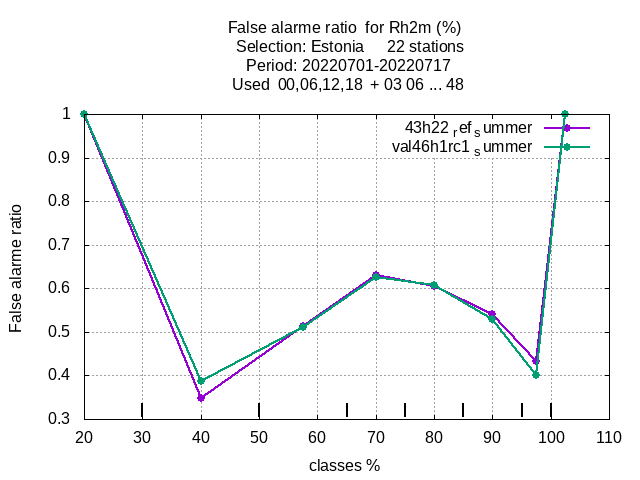 False alarme ratio  for Rh2m (%)
Selection: Estonia     22 stations
Period: 20220701-20220717
Used  00,06,12,18  + 03 06 ... 48
43h22 ref summer
val46h1rc1 summer
False alarme ratio
1
0.9
0.8
0.7
0.6
0.5
0.4
0.3
20 30 40 50 60 70 80 90 100 110
classes %